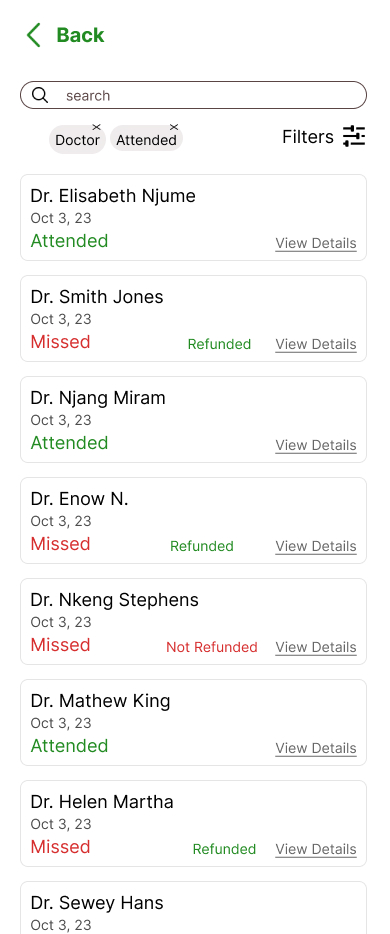 Back
search
Doctor Attended Filters
Dr. Elisabeth Njume
Oct 3, 23
Attended View Details
Dr. Smith Jones
Oct 3, 23
Missed Refunded View Details
Dr. Njang Miram
Oct 3, 23
Attended View Details
Dr. Enow N.
Oct 3, 23
Missed Refunded View Details
Dr. Nkeng Stephens
Oct 3, 23
Missed Not Refunded View Details
Dr. Mathew King
Oct 3, 23
Attended View Details
Dr. Helen Martha
Oct 3, 23
Missed Refunded View Details
Dr. Sewey Hans
Oct 3, 23